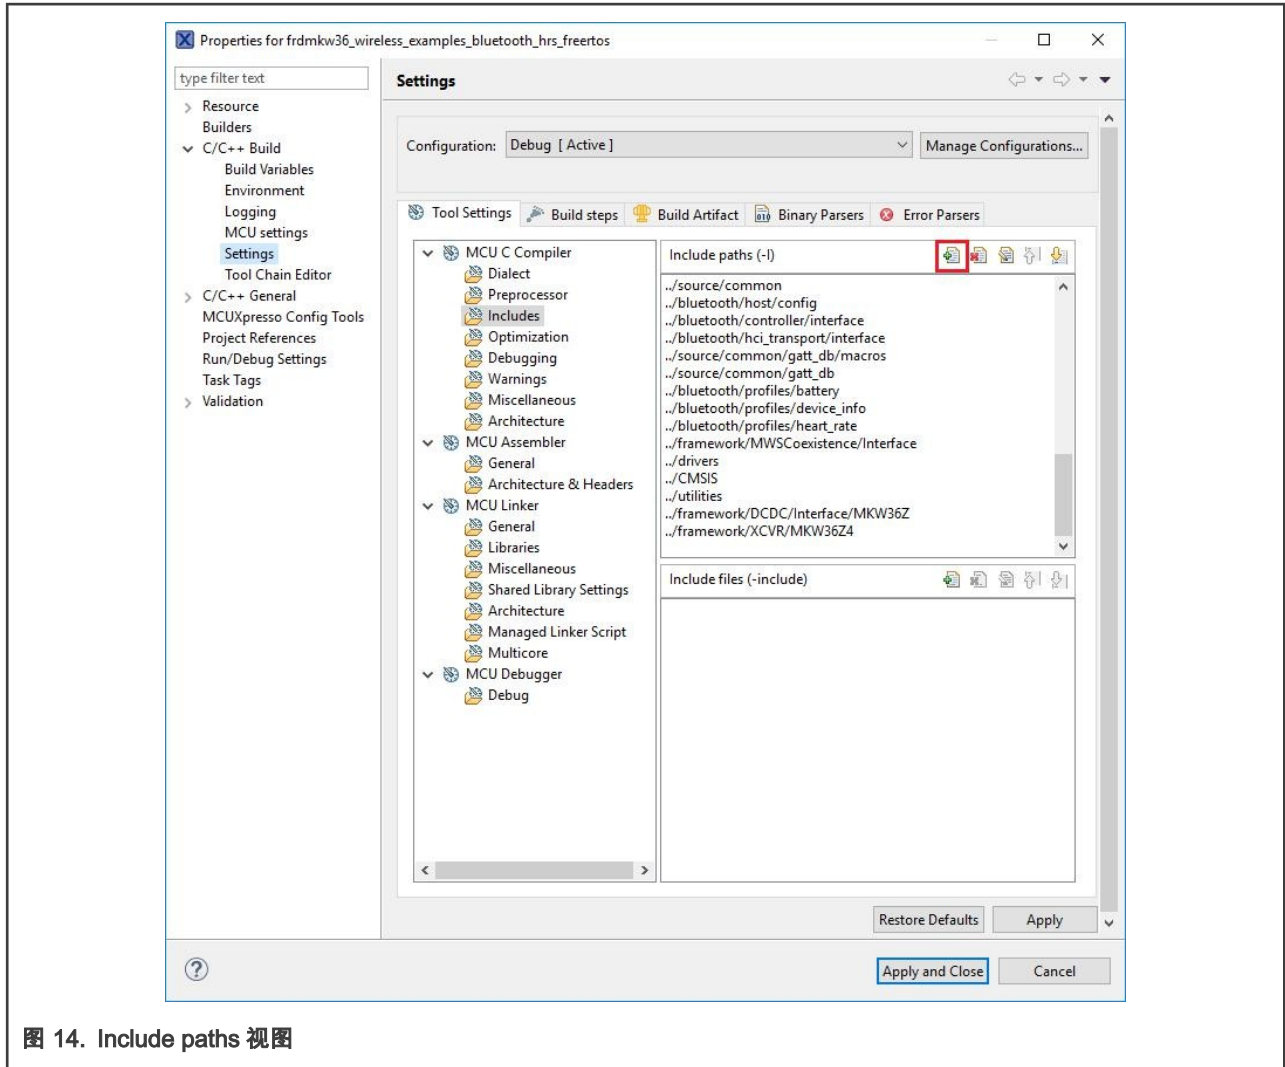 Properties for frdmkw36_wireless_examples_bluetooth_hrs_freertos
type filter text
Resource
Builders
C/C++ Build
Build Variables
Environment
Logging
MCU settings
Settings
Tool Chain Editor
C/C++ General
MCUXpresso Config Tools
Project References
Run/Debug Settings
Task Tags
Validation
Settings
Configuration: Debug [ Active ] Manage Configurations...
Tool Settings Build steps Build Artifact Binary Parsers Error Parsers
MCU C Compiler
Dialect
Preprocessor
Includes
Optimization
Debugging
Warnings
Miscellaneous
Architecture
MCU Assembler
General
Architecture & Headers
MCU Linker
General
Libraries
Miscellaneous
Shared Library Settings
Architecture
Managed Linker Script
Multicore
MCU Debugger
Debug
Include paths (-I)
../source/common
../bluetooth/host/config
../bluetooth/controller/interface
../bluetooth/hci_transport/interface
../source/common/gatt_db/macros
../source/common/gatt_db
../bluetooth/profiles/battery
../bluetooth/profiles/device_info
../bluetooth/profiles/heart_rate
../framework/MWSCoexistence/Interface
../drivers
../CMSIS
../utilities
../framework/DCDC/Interface/MKW36Z
../framework/XCVR/MKW36Z4
Include files (-include)
Restore Defaults Apply
Apply and Close Cancel
图 14. Include paths 视图